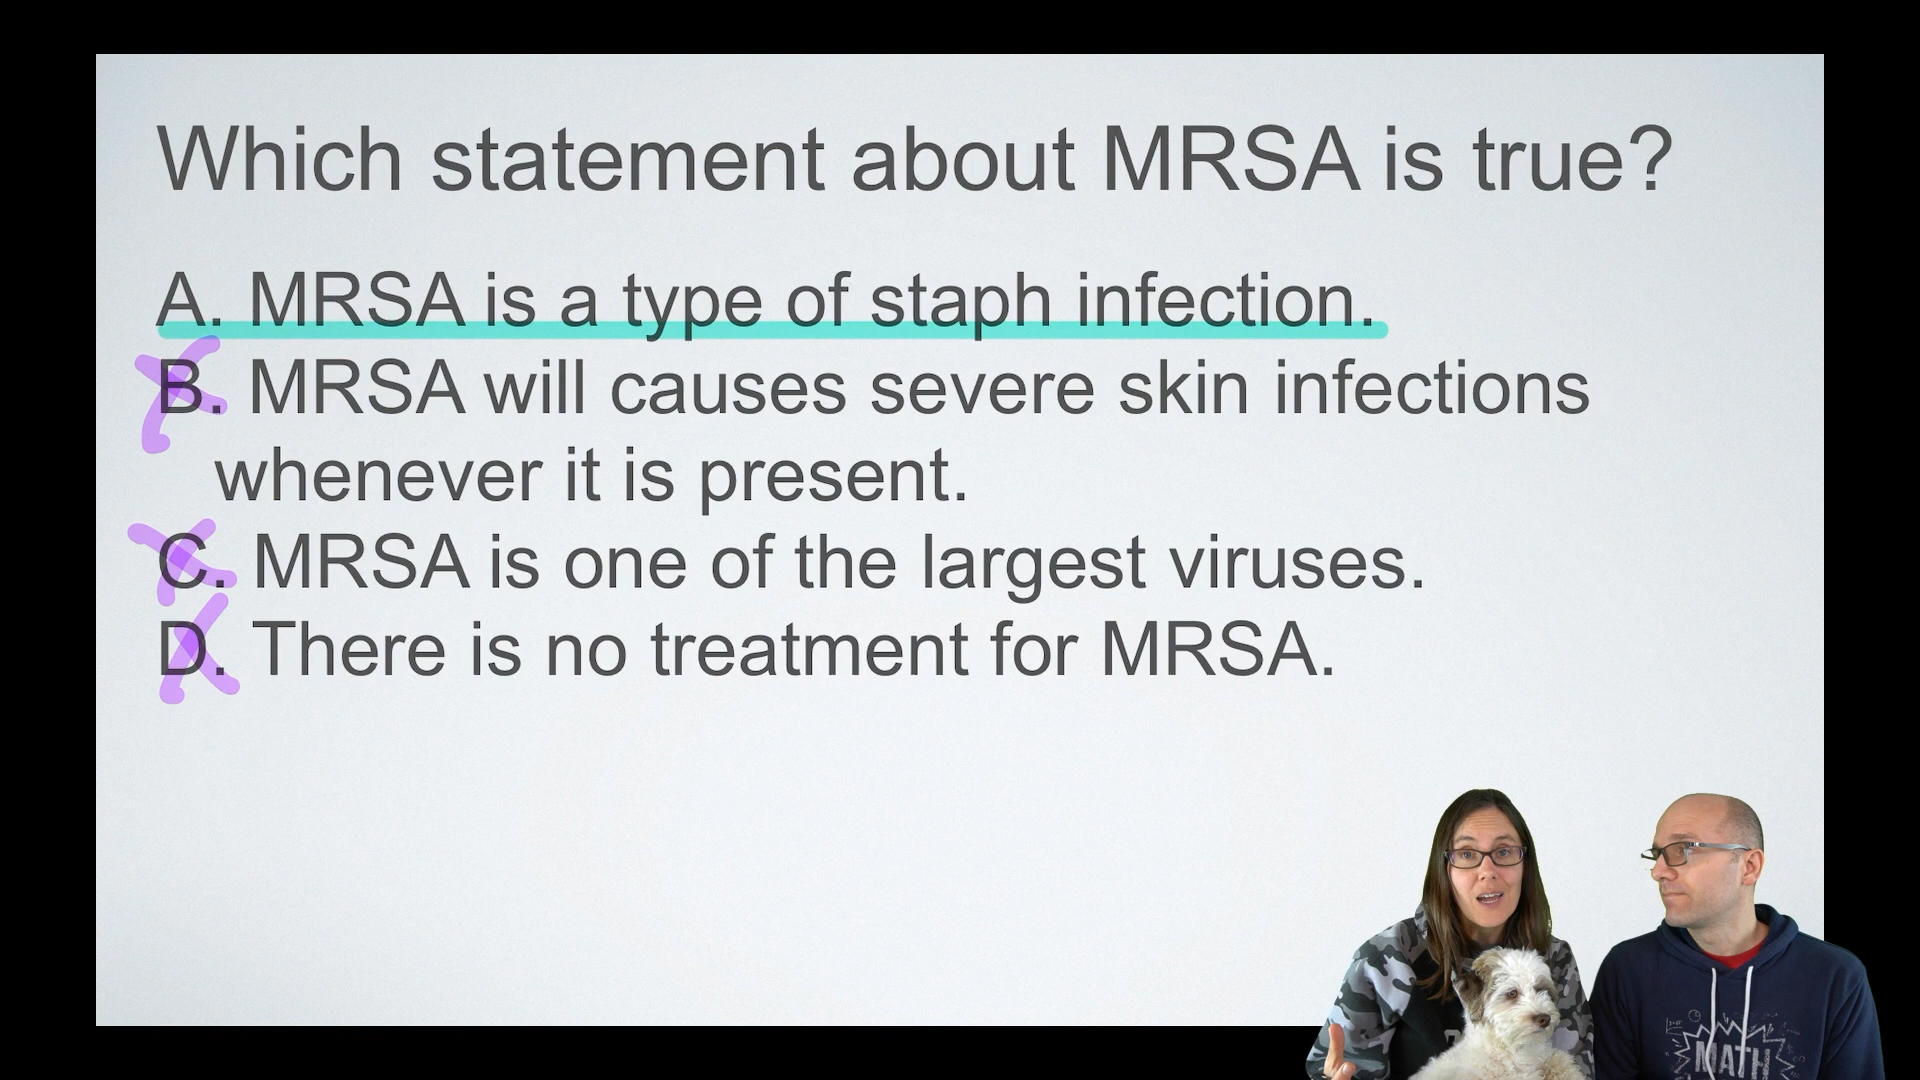 Which statement about MRSA is true?
A. MRSA is a type of staph infection.
B. MRSA will causes severe skin infections
whenever it is present.
C. MRSA is one of the largest viruses.
D. There is no treatment for MRSA.
MATH